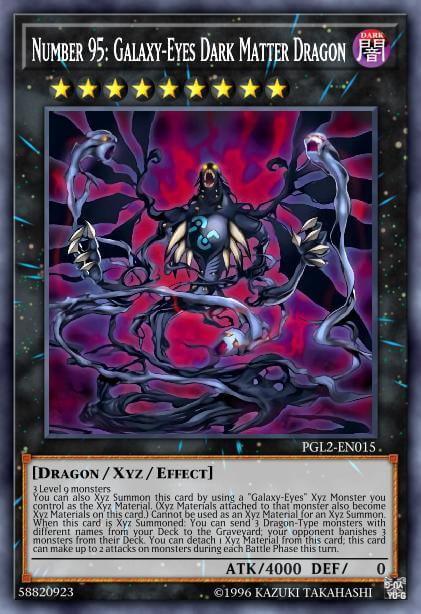 NUMBER 95: GALAXY-EYES DARK MATTER DRAGON
DARK
闇
95
PGL2-EN015
[DRAGON / XYZ / EFFECT]
3 Level 9 monsters
You can also Xyz Summon this card by using a "Galaxy-Eyes" Xyz Monster you
control as the Xyz Material. (Xyz Materials attached to that monster also become
Xyz Materials on this card.) Cannot be used as an Xyz Material for an Xyz Summon.
When this card is Xyz Summoned: You can send 3 Dragon-Type monsters with
different names from your Deck to the Graveyard; your opponent banishes 3
monsters from their Deck. You can detach 1 Xyz Material from this card; this card
can make up to 2 attacks on monsters during each Battle Phase this turn.
ATK/4000 DEF/ 0
58820923
©1996 KAZUKI TAKAHASHI